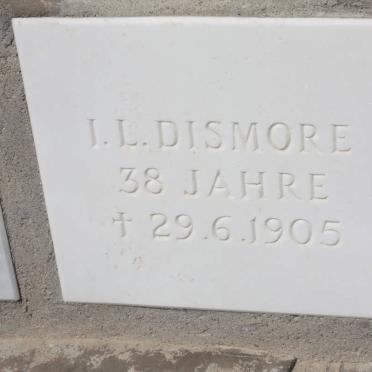 I.L.DISMORE
38 JAHRE
† 29.6.1905